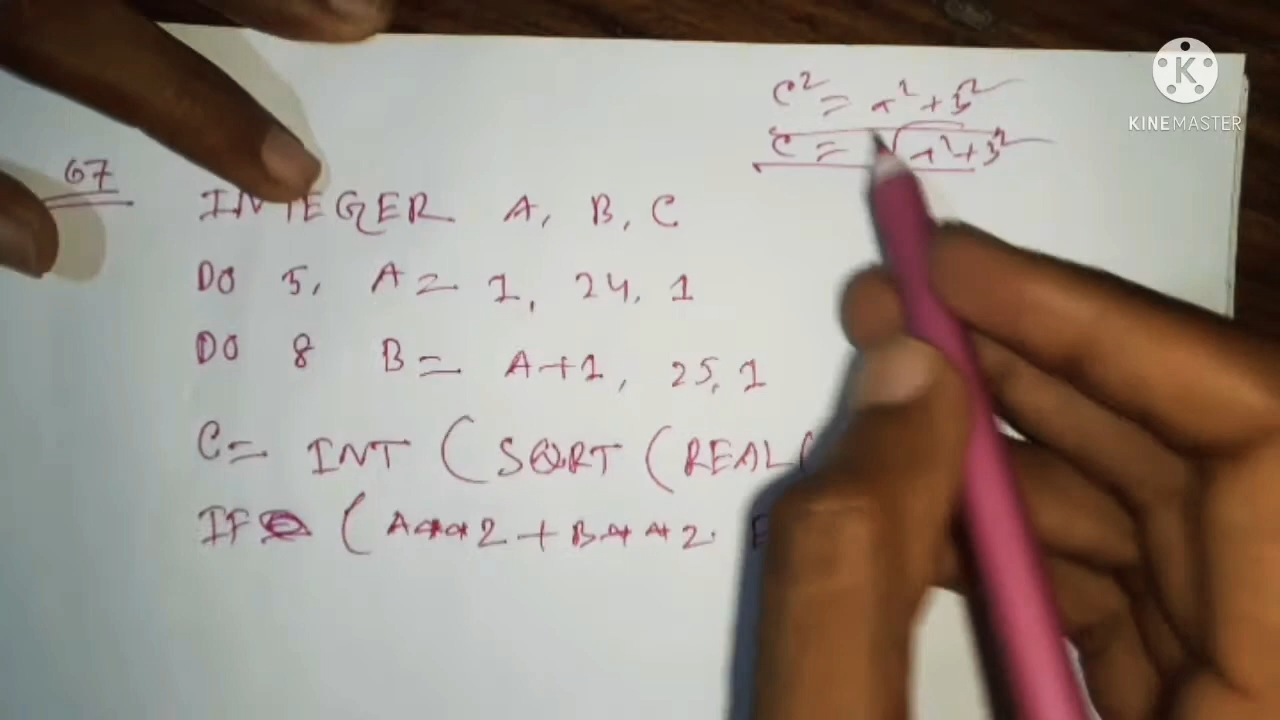 C² = a² + b²
C = √a² + b²
67
INTEGER A, B, C
DO 5, A = 1, 24, 1
DO 8 B = A+1, 25, 1
C = INT (SQRT (REAL(
IF (A**2 + B**2.
K
KINEMASTER